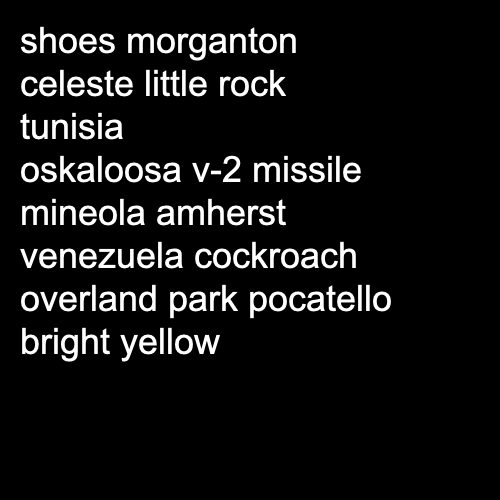 shoes morganton
celeste little rock
tunisia
oskaloosa v-2 missile
mineola amherst
venezuela cockroach
overland park pocatello
bright yellow